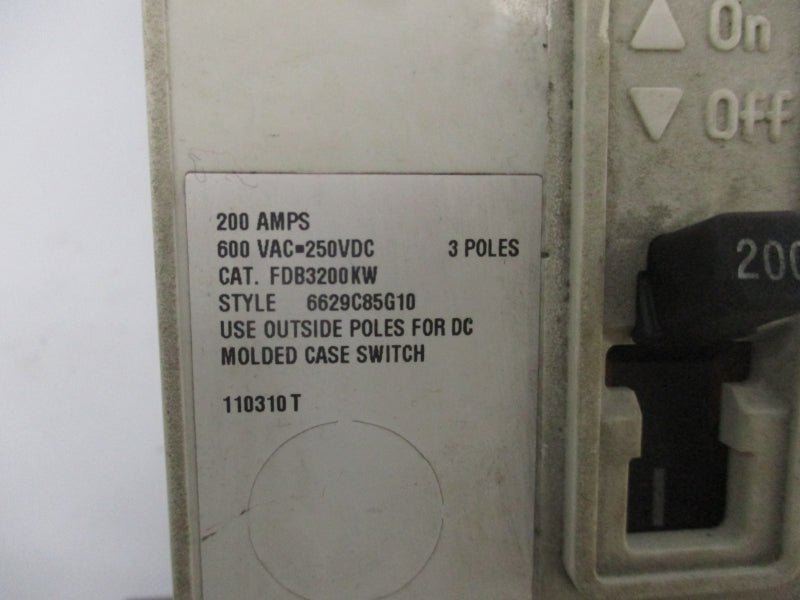 On
Off
200
200 AMPS
600 VAC▪250VDC 3 POLES
CAT. FDB3200KW
STYLE 6629C85G10
USE OUTSIDE POLES FOR DC
MOLDED CASE SWITCH
110310 T